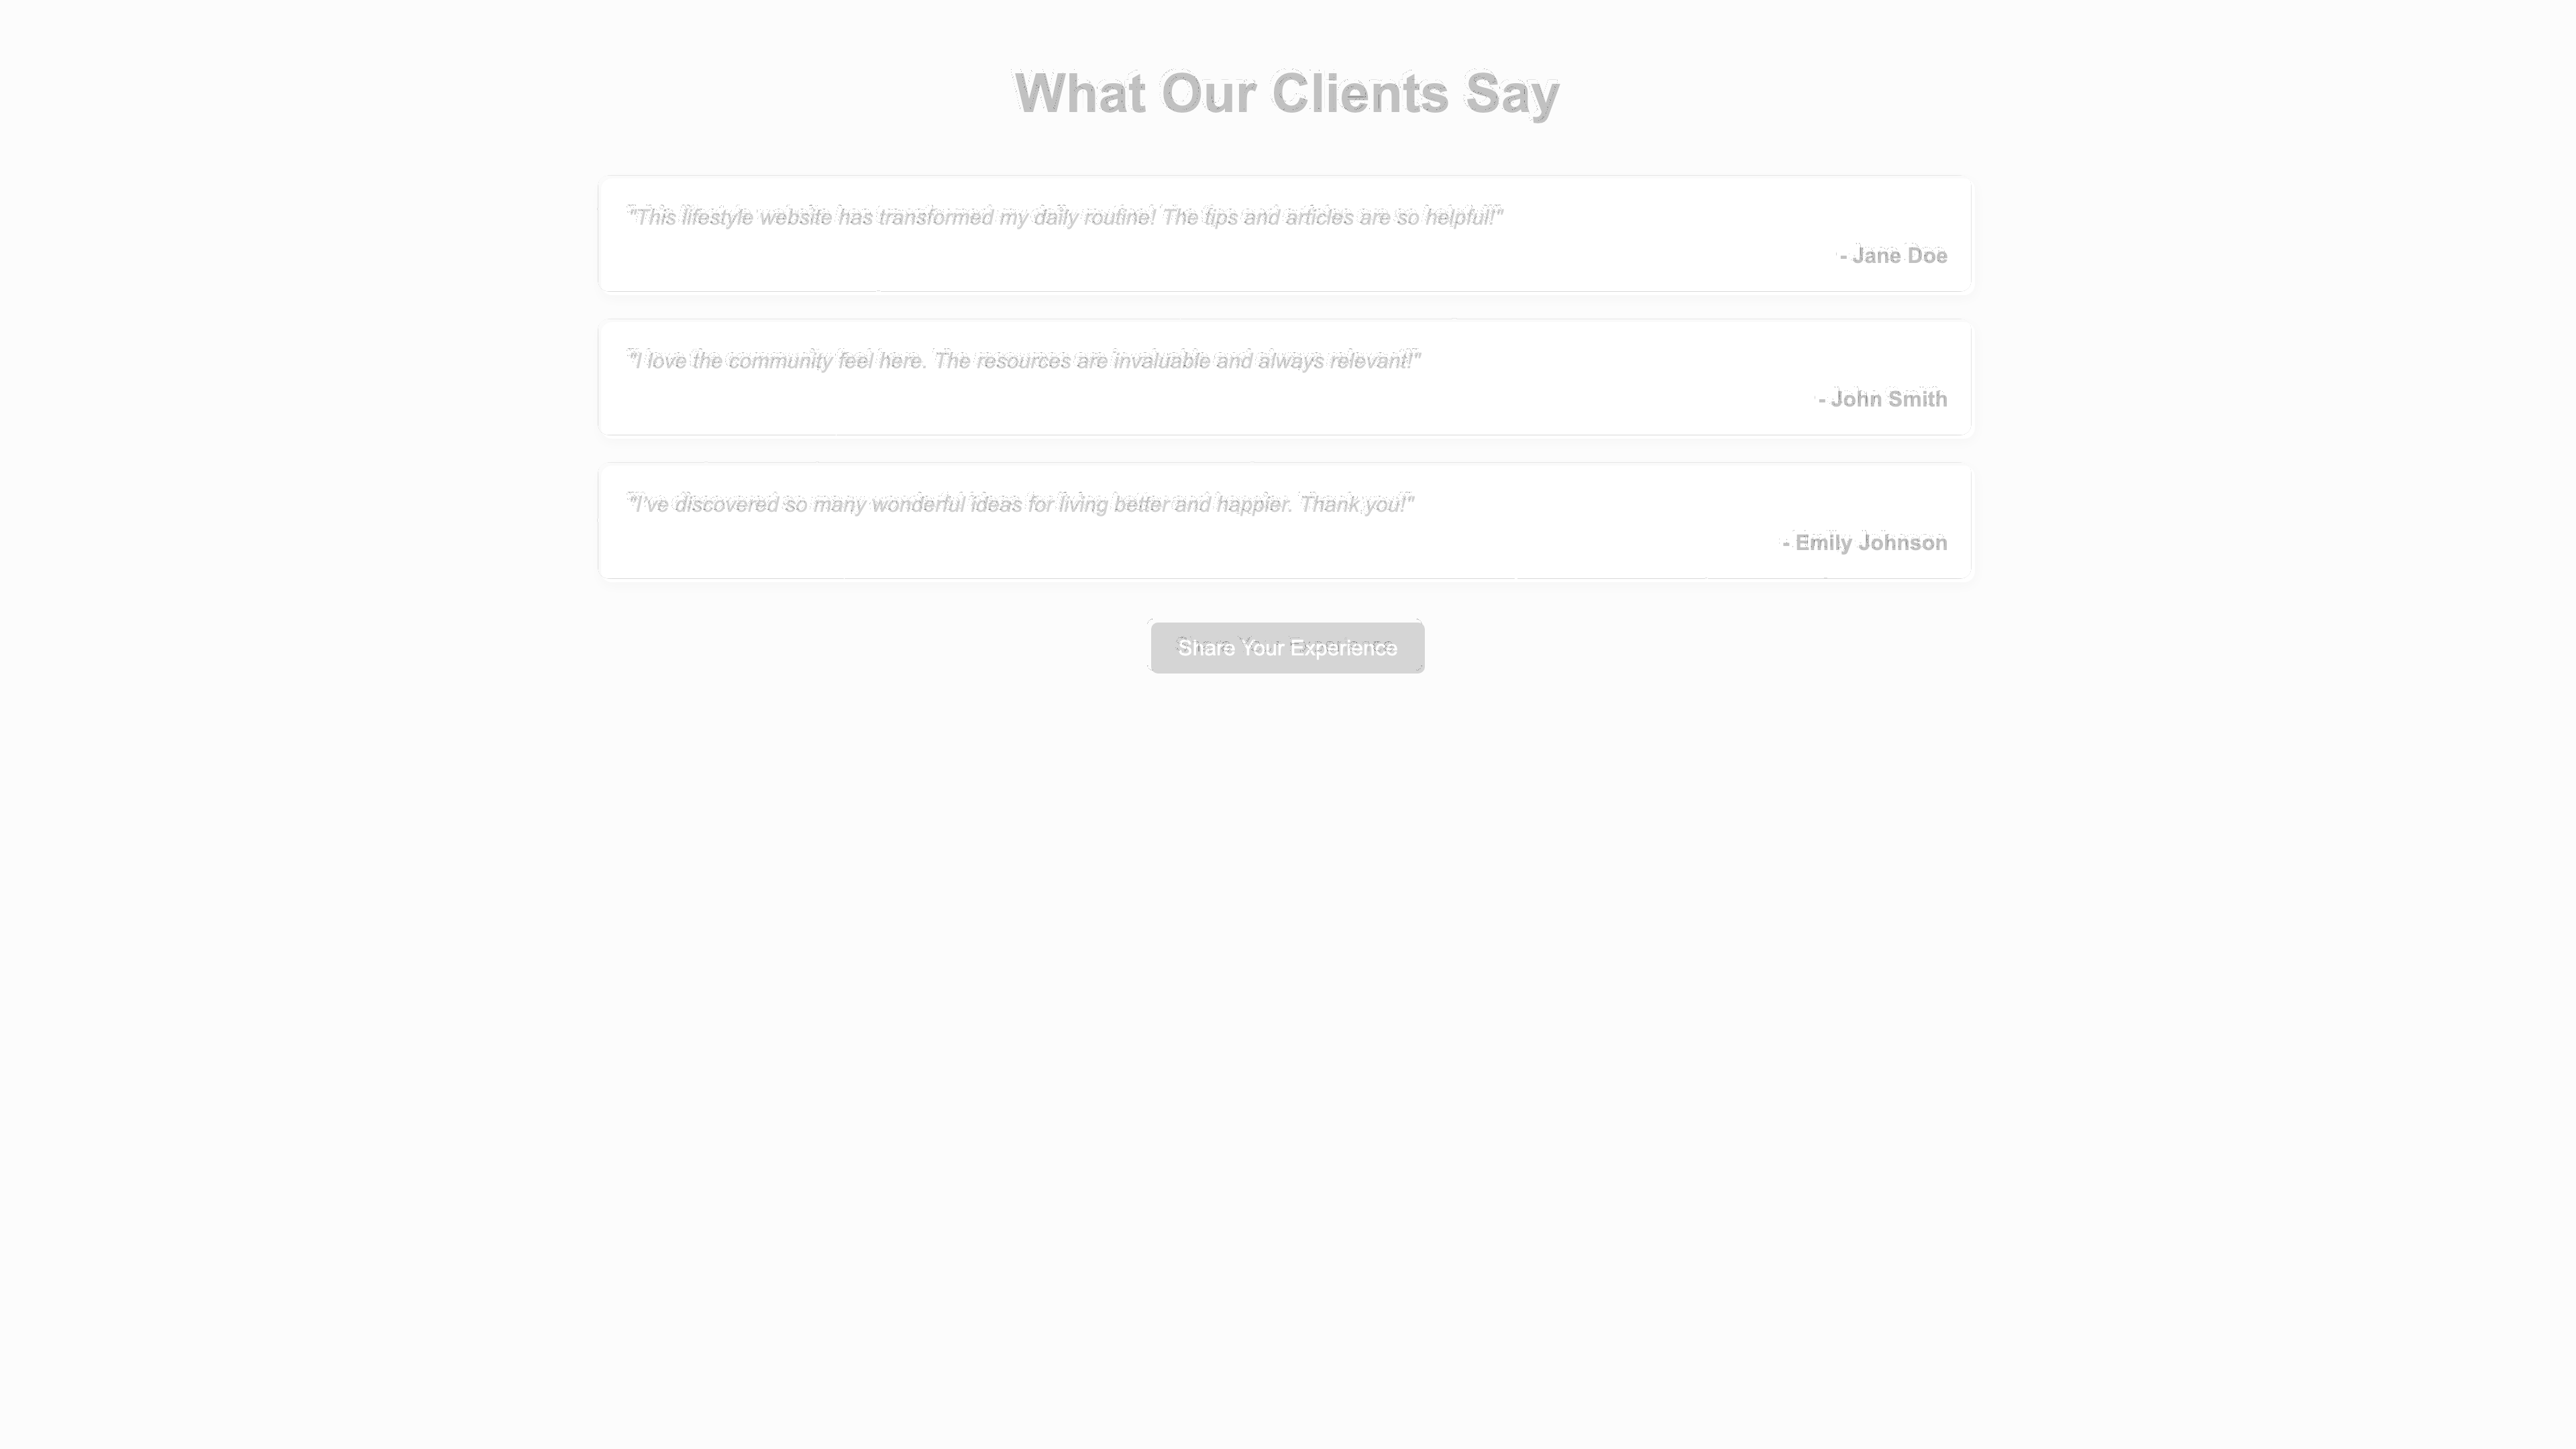 What Our Clients Say
"This lifestyle website has transformed my daily routine! The tips and articles are so helpful!"
- Jane Doe
"I love the community feel here. The resources are invaluable and always relevant!"
- John Smith
"I've discovered so many wonderful ideas for living better and happier. Thank you!"
- Emily Johnson
Share Your Experience